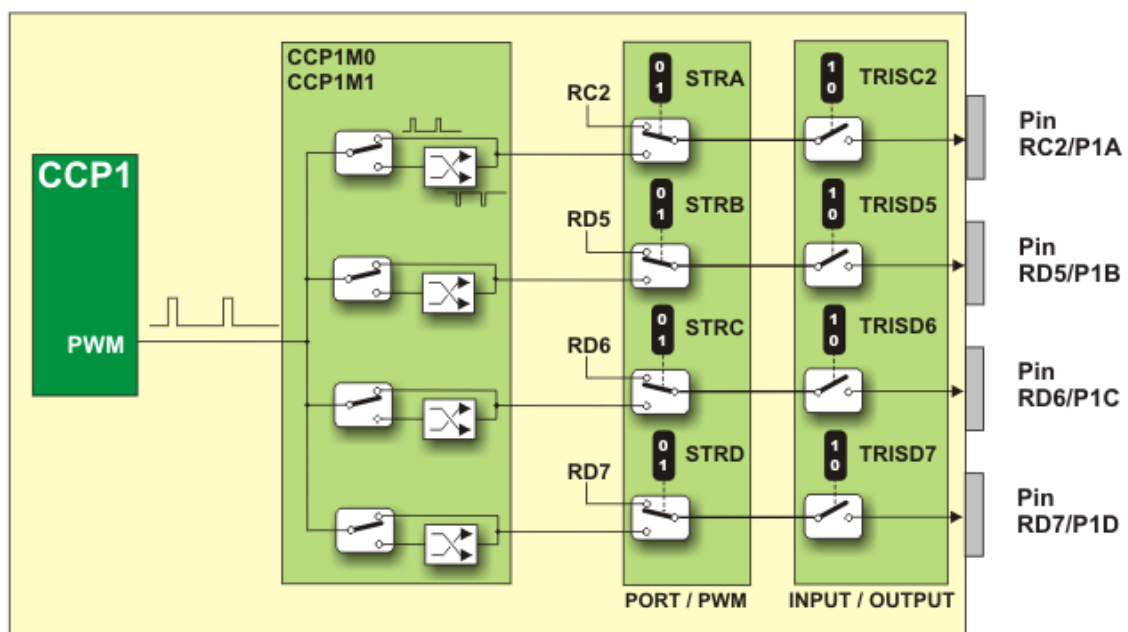 CCP1M0
CCP1M1
CCP1
PWM
RC2
0
1
STRA
1
0
TRISC2
Pin
RC2/P1A
RD5
0
1
STRB
1
0
TRISD5
Pin
RD5/P1B
RD6
0
1
STRC
1
0
TRISD6
Pin
RD6/P1C
RD7
0
1
STRD
1
0
TRISD7
Pin
RD7/P1D
PORT / PWM
INPUT / OUTPUT